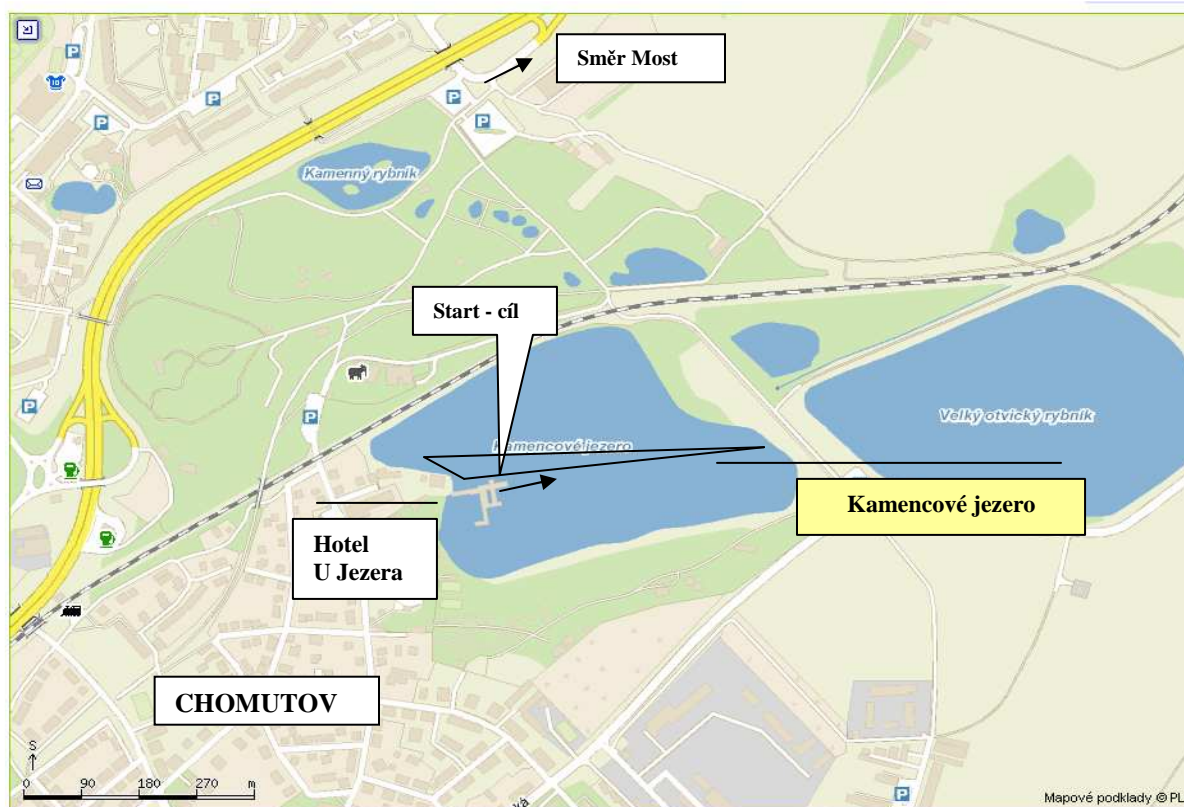 Směr Most
Kamenný rybník
Start - cíl
Velký otvický rybník
Kamencové jezero
Kamencové jezero
Hotel
U Jezera
CHOMUTOV
S
0 90 180 270 m
Mapové podklady © PL